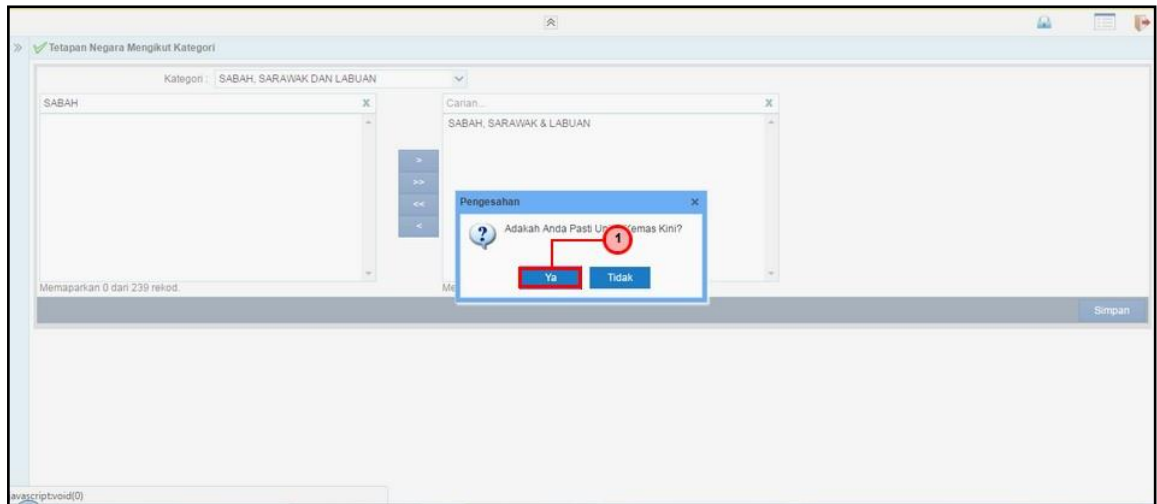 Tetapan Negara Mengikut Kategori
Kategori : SABAH, SARAWAK DAN LABUAN
SABAH X
Carian... X
SABAH, SARAWAK & LABUAN
>
>>
<<
<
Pengesahan x
Adakah Anda Pasti Kemas Kini?
1
Ya Tidak
Memaparkan 0 dari 239 rekod.
Simpan
avascript:void(0)